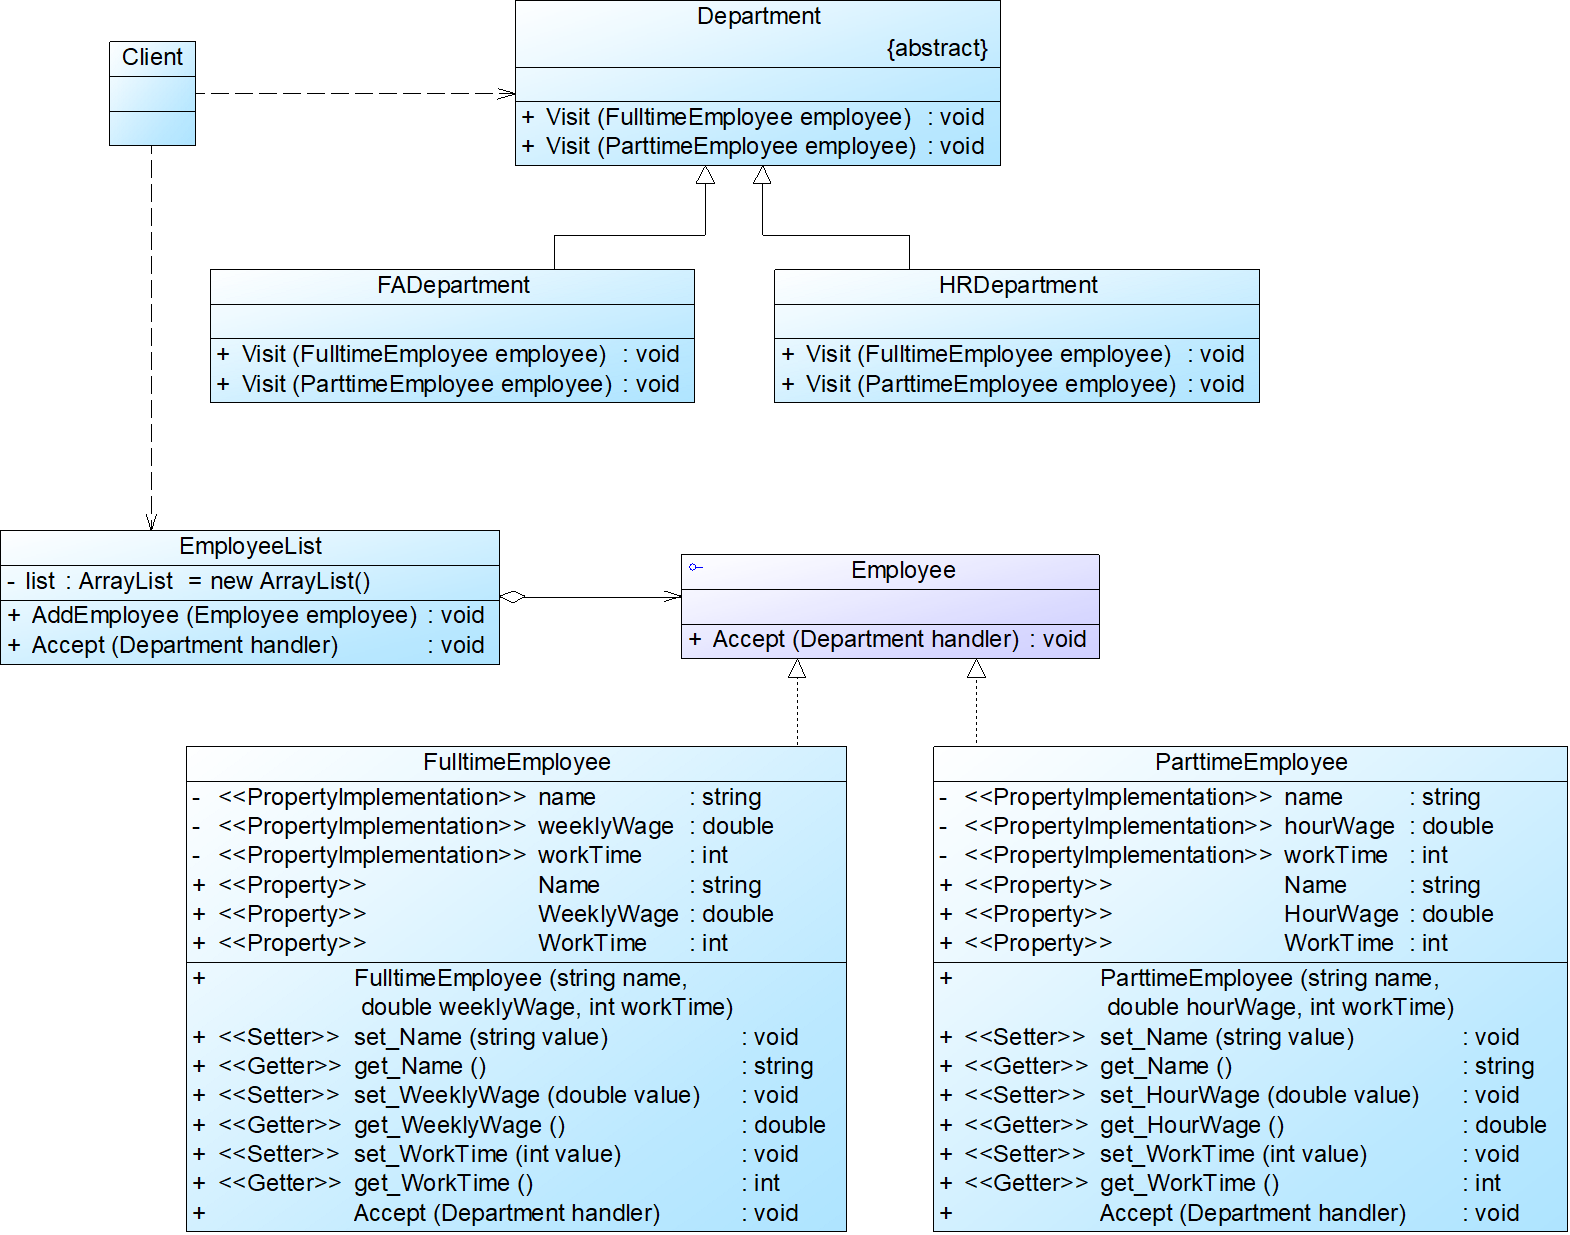 Client
Department
{abstract}
+ Visit (FulltimeEmployee employee) : void
+ Visit (ParttimeEmployee employee) : void
FADepartment
+ Visit (FulltimeEmployee employee) : void
+ Visit (ParttimeEmployee employee) : void
HRDepartment
+ Visit (FulltimeEmployee employee) : void
+ Visit (ParttimeEmployee employee) : void
EmployeeList
- list : ArrayList = new ArrayList()
+ AddEmployee (Employee employee) : void
+ Accept (Department handler) : void
Employee
+ Accept (Department handler) : void
FulltimeEmployee
- <<PropertyImplementation>> name : string
- <<PropertyImplementation>> weeklyWage : double
- <<PropertyImplementation>> workTime : int
+ <<Property>> Name : string
+ <<Property>> WeeklyWage : double
+ <<Property>> WorkTime : int
+ FulltimeEmployee (string name,
double weeklyWage, int workTime)
+ <<Setter>> set_Name (string value) : void
+ <<Getter>> get_Name () : string
+ <<Setter>> set_WeeklyWage (double value) : void
+ <<Getter>> get_WeeklyWage () : double
+ <<Setter>> set_WorkTime (int value) : void
+ <<Getter>> get_WorkTime () : int
+ Accept (Department handler) : void
ParttimeEmployee
- <<PropertyImplementation>> name : string
- <<PropertyImplementation>> hourWage : double
- <<PropertyImplementation>> workTime : int
+ <<Property>> Name : string
+ <<Property>> HourWage : double
+ <<Property>> WorkTime : int
+ ParttimeEmployee (string name,
double hourWage, int workTime)
+ <<Setter>> set_Name (string value) : void
+ <<Getter>> get_Name () : string
+ <<Setter>> set_HourWage (double value) : void
+ <<Getter>> get_HourWage () : double
+ <<Setter>> set_WorkTime (int value) : void
+ <<Getter>> get_WorkTime () : int
+ Accept (Department handler) : void